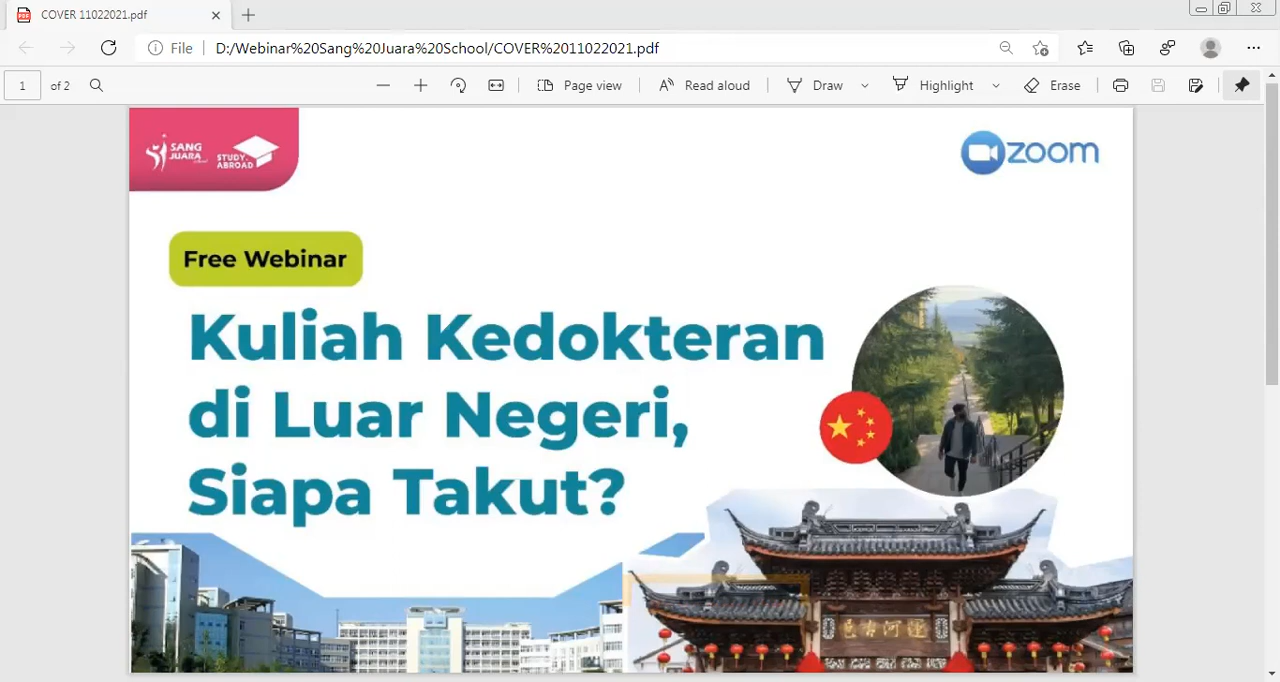 COVER 11022021.pdf
File
D:/Webinar%20Sang%20Juara%20School/COVER%2011022021.pdf
1
of 2
Page view
Read aloud
Draw
Highlight
Erase
SANG
JUARA
STUDY
ABROAD
zoom
Free Webinar
Kuliah Kedokteran
di Luar Negeri,
Siapa Takut?